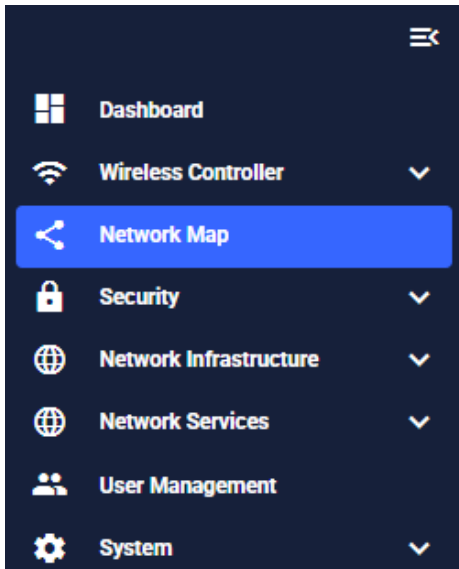 Dashboard
Wireless Controller
Network Map
Security
Network Infrastructure
Network Services
User Management
System